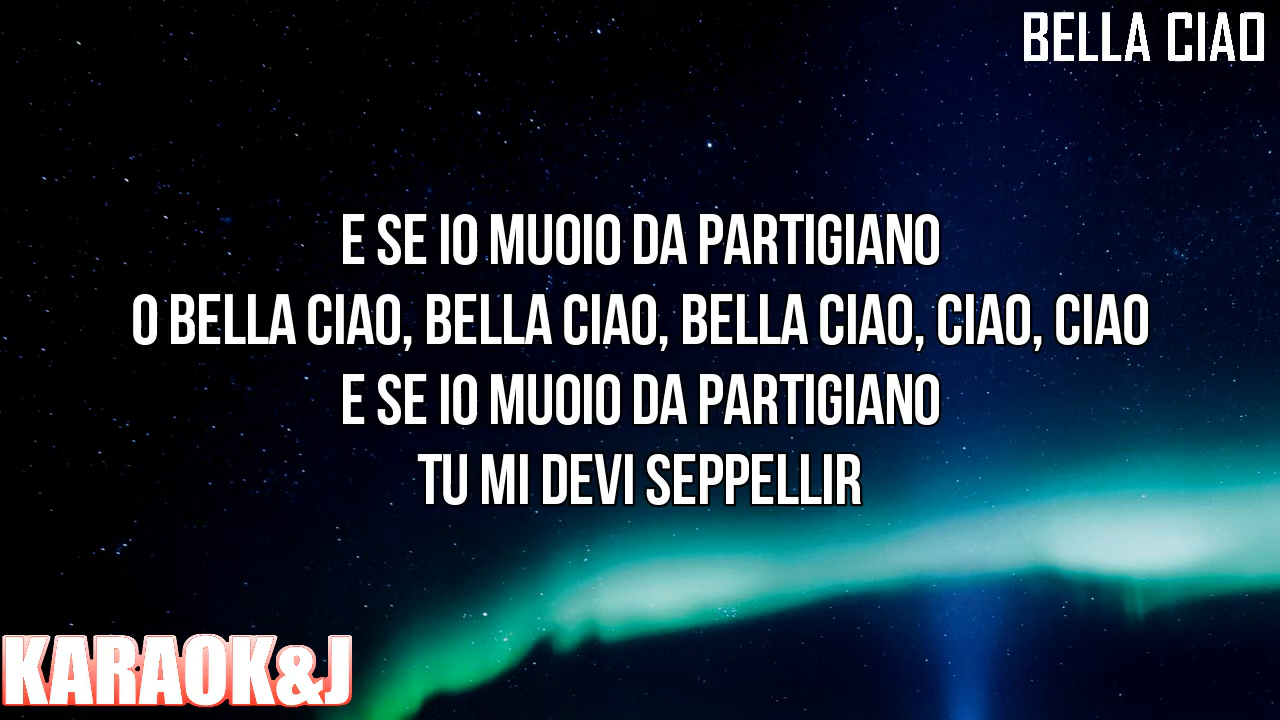 BELLA CIAO
E SE IO MUOIO DA PARTIGIANO
O BELLA CIAO, BELLA CIAO, BELLA CIAO, CIAO, CIAO
E SE IO MUOIO DA PARTIGIANO
TU MI DEVI SEPPELLIR
KARAOK&J